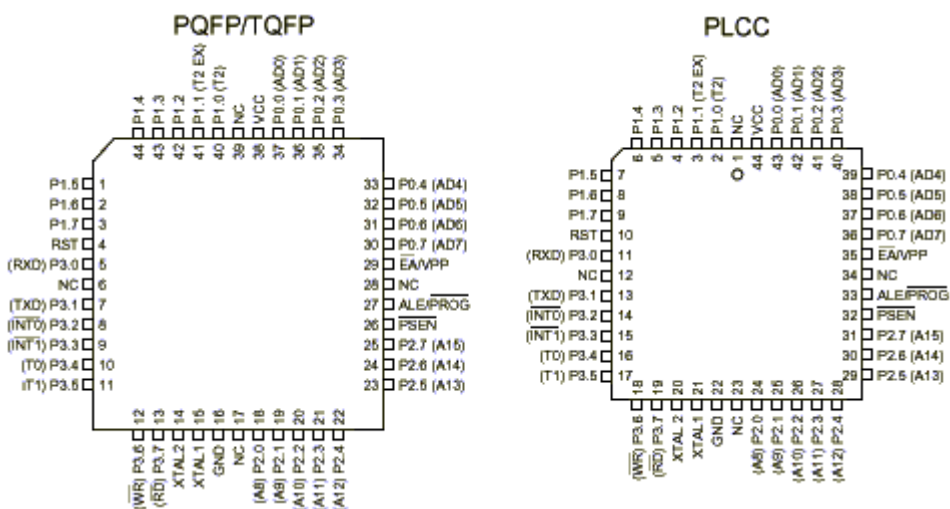 PQFP/TQFP
P1.4
P1.3
P1.2
P1.1 (T2 EX)
P1.0 (T2)
NC
VCC
P0.0 (AD0)
P0.1 (AD1)
P0.2 (AD2)
P0.3 (AD3)
44 43 42 41 40 39 38 37 36 35 34
P1.5 1
P1.6 2
P1.7 3
RST 4
(RXD) P3.0 5
NC 6
(TXD) P3.1 7
(INT0) P3.2 8
(INT1) P3.3 9
(T0) P3.4 10
(T1) P3.5 11
33 P0.4 (AD4)
32 P0.5 (AD5)
31 P0.6 (AD6)
30 P0.7 (AD7)
29 EA/VPP
28 NC
27 ALE/PROG
26 PSEN
25 P2.7 (A15)
24 P2.6 (A14)
23 P2.5 (A13)
12 13 14 15 16 17 18 19 20 21 22
(WR) P3.6
(RD) P3.7
XTAL2
XTAL1
GND
NC
(A8) P2.0
(A9) P2.1
(A10) P2.2
(A11) P2.3
(A12) P2.4
PLCC
P1.4
P1.3
P1.2
P1.1 (T2 EX)
P1.0 (T2)
NC
VCC
P0.0 (AD0)
P0.1 (AD1)
P0.2 (AD2)
P0.3 (AD3)
6 5 4 3 2 1 44 43 42 41 40
P1.5 7
P1.6 8
P1.7 9
RST 10
(RXD) P3.0 11
NC 12
(TXD) P3.1 13
(INT0) P3.2 14
(INT1) P3.3 15
(T0) P3.4 16
(T1) P3.5 17
39 P0.4 (AD4)
38 P0.5 (AD5)
37 P0.6 (AD6)
36 P0.7 (AD7)
35 EA/VPP
34 NC
33 ALE/PROG
32 PSEN
31 P2.7 (A15)
30 P2.6 (A14)
29 P2.5 (A13)
18 19 20 21 22 23 24 25 26 27 28
(WR) P3.6
(RD) P3.7
XTAL 2
XTAL1
GND
NC
(A8) P2.0
(A9) P2.1
(A10) P2.2
(A11) P2.3
(A12) P2.4